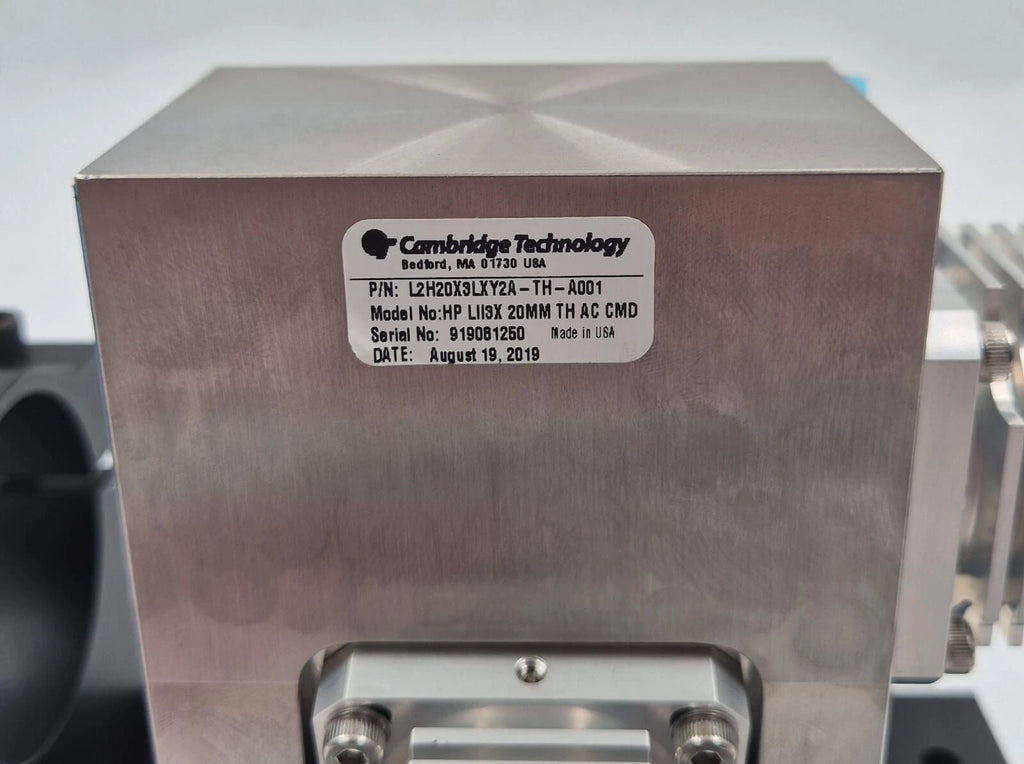 Cambridge Technology
Bedford, MA 01730 USA
P/N: L2H20X3LXY2A-TH-A001
Model No:HP LII3X 20MM TH AC CMD
Serial No: 919081250 Made in USA
DATE: August 19, 2019